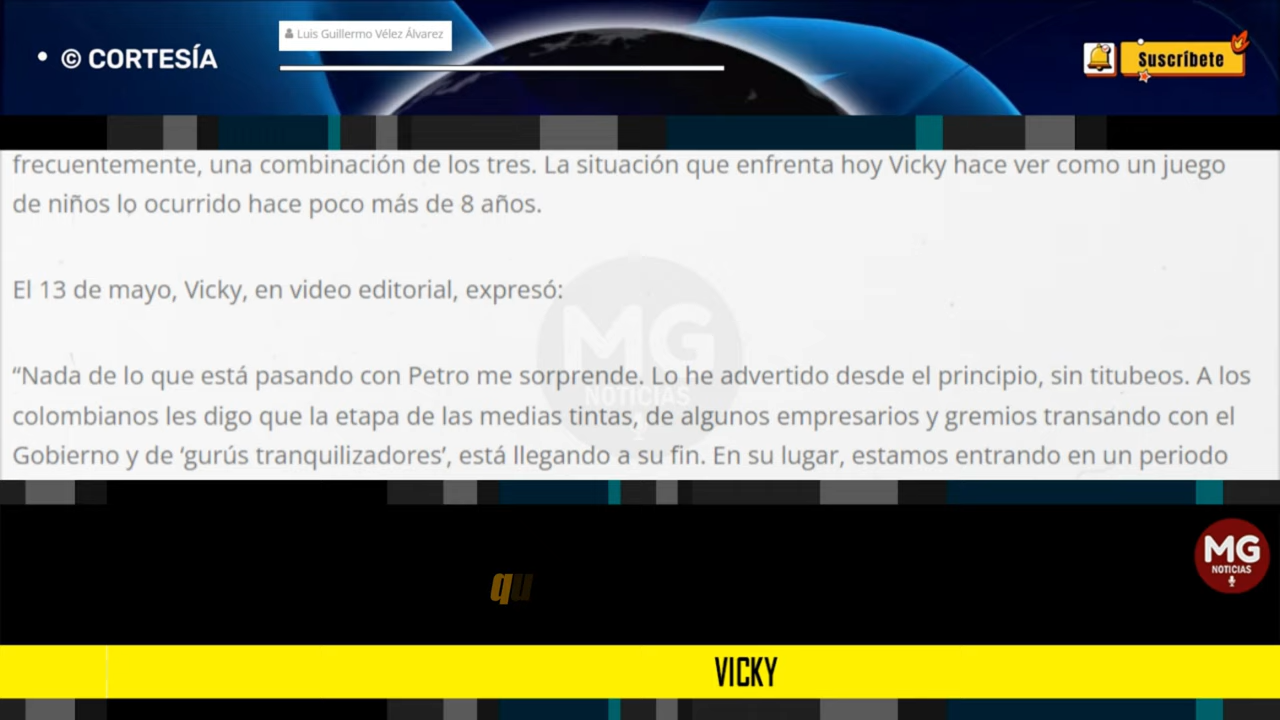 • © CORTESÍA
Luis Guillermo Vélez Álvarez
Suscríbete
frecuentemente, una combinación de los tres. La situación que enfrenta hoy Vicky hace ver como un juego
de niños lo ocurrido hace poco más de 8 años.
El 13 de mayo, Vicky, en video editorial, expresó:
“Nada de lo que está pasando con Petro me sorprende. Lo he advertido desde el principio, sin titubeos. A los
colombianos les digo que la etapa de las medias tintas, de algunos empresarios y gremios transando con el
Gobierno y de ‘gurús tranquilizadores’, está llegando a su fin. En su lugar, estamos entrando en un periodo
MG
NOTICIAS
MG
NOTICIAS
qu
VICKY